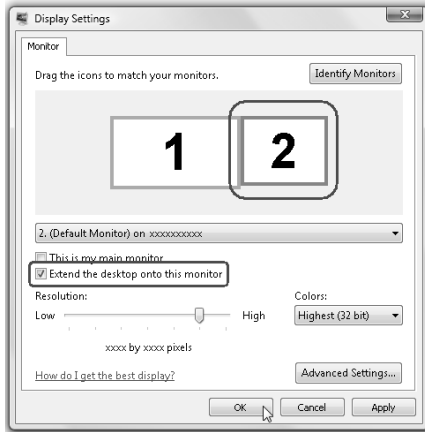 Display Settings
Monitor
Drag the icons to match your monitors.
Identify Monitors
1 2
2. (Default Monitor) on xxxxxxxxxx
This is my main monitor
Extend the desktop onto this monitor
Resolution: Colors:
Low High Highest (32 bit)
xxxx by xxxx pixels
How do I get the best display? Advanced Settings...
OK Cancel Apply